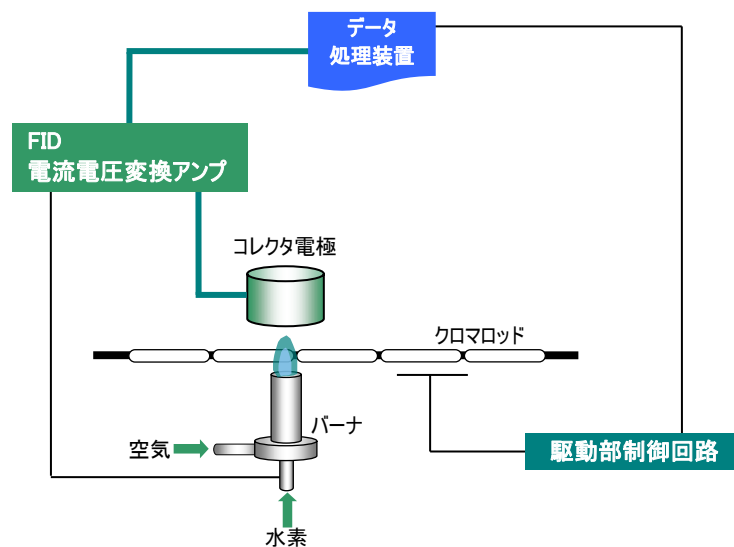 データ
処理装置
FID
電流電圧変換アンプ
コレクタ電極
クロマロッド
バーナ
空気
駆動部制御回路
水素